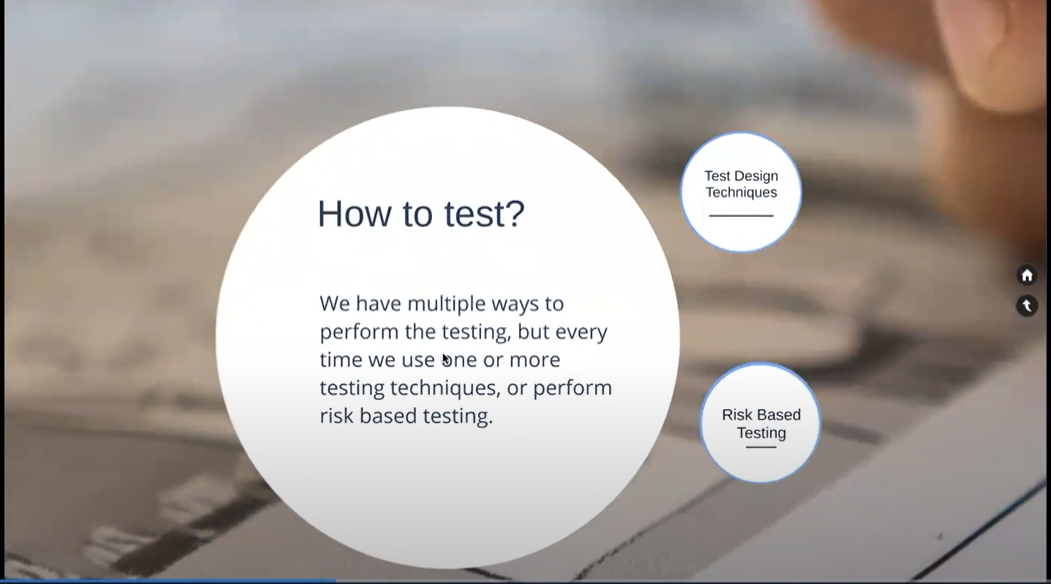 How to test?
We have multiple ways to
perform the testing, but every
time we use one or more
testing techniques, or perform
risk based testing.
Test Design
Techniques
Risk Based
Testing